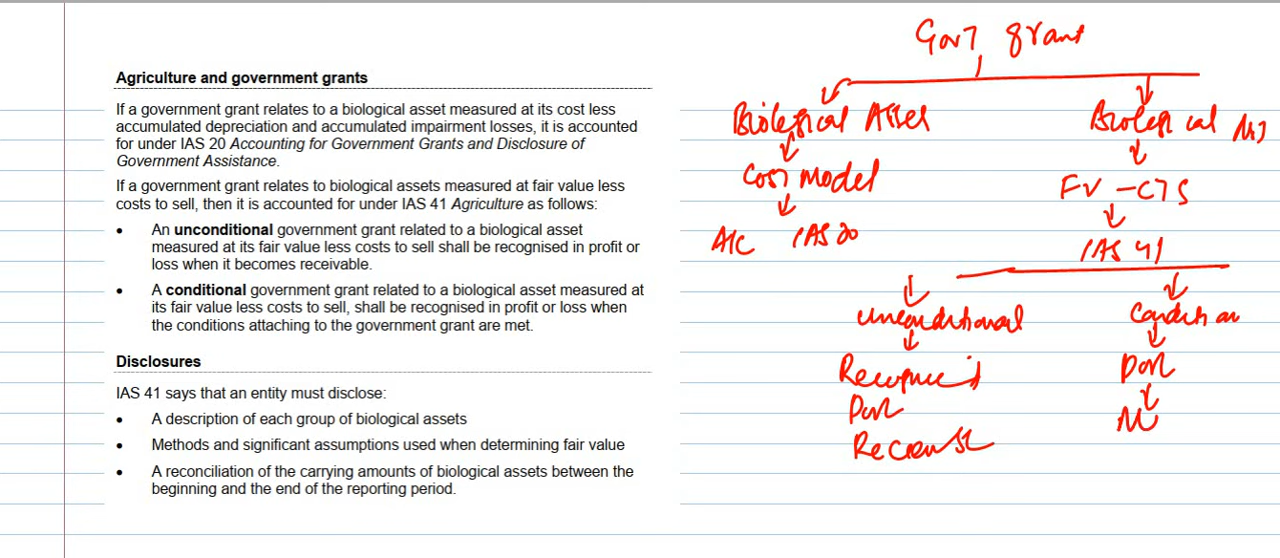 Agriculture and government grants
If a government grant relates to a biological asset measured at its cost less
accumulated depreciation and accumulated impairment losses, it is accounted
for under IAS 20 Accounting for Government Grants and Disclosure of
Government Assistance.
If a government grant relates to biological assets measured at fair value less
costs to sell, then it is accounted for under IAS 41 Agriculture as follows:
• An unconditional government grant related to a biological asset
measured at its fair value less costs to sell shall be recognised in profit or
loss when it becomes receivable.
• A conditional government grant related to a biological asset measured at
its fair value less costs to sell, shall be recognised in profit or loss when
the conditions attaching to the government grant are met.
Disclosures
IAS 41 says that an entity must disclose:
• A description of each group of biological assets
• Methods and significant assumptions used when determining fair value
• A reconciliation of the carrying amounts of biological assets between the
beginning and the end of the reporting period.
Govt grant
Biological Asset
Cost model
A/C IAS 20
Biological
FV - CTS
IAS 41
Unconditional